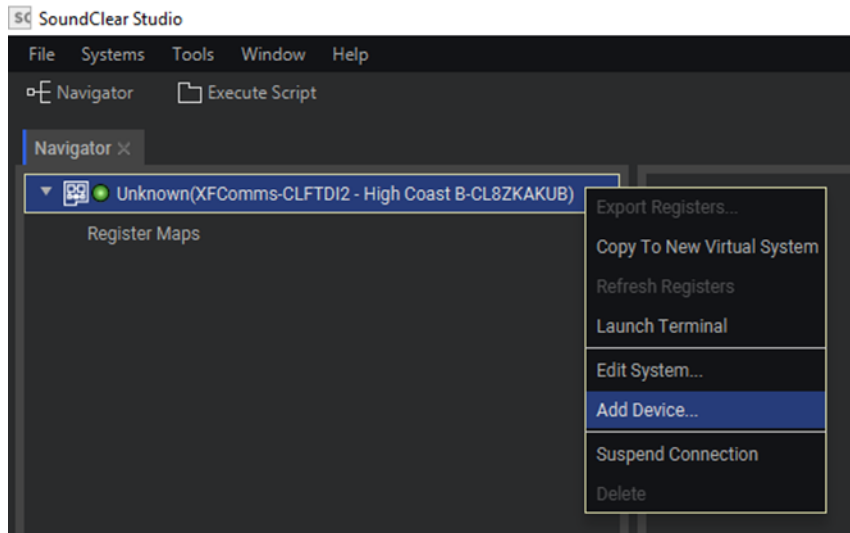 SC SoundClear Studio
File Systems Tools Window Help
Navigator Execute Script
Navigator
Unknown(XFComms-CLFTDI2 - High Coast B-CL8ZKAKUB)
Register Maps
Export Registers...
Copy To New Virtual System
Refresh Registers
Launch Terminal
Edit System...
Add Device...
Suspend Connection
Delete